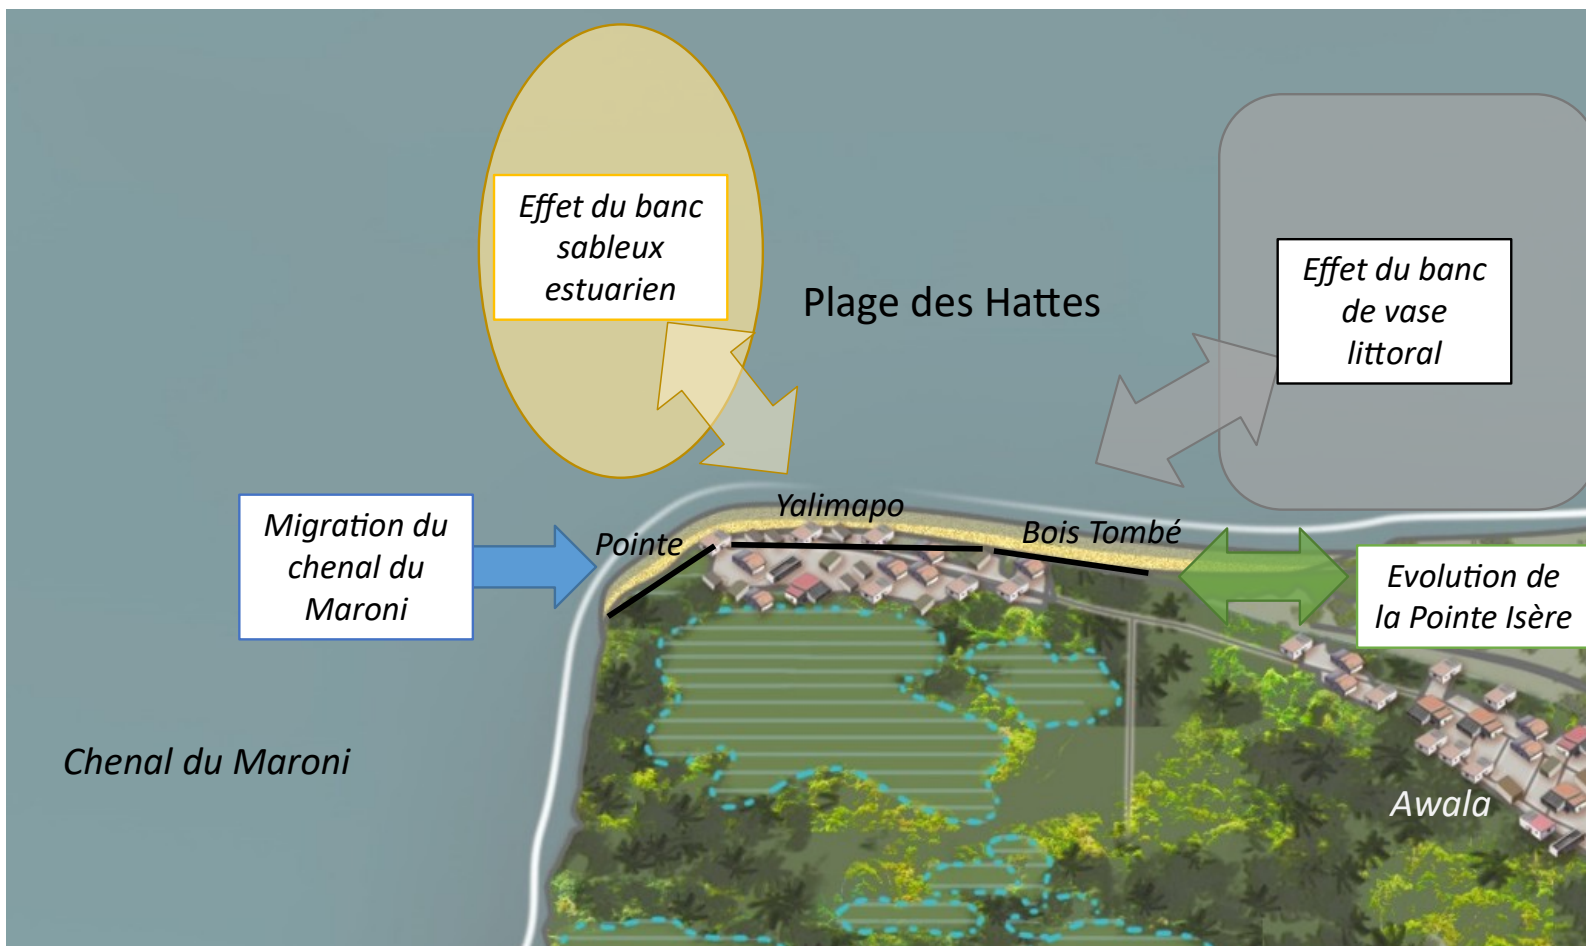 Effet du banc
sableux
estuarien
Effet du banc
de vase
littoral
Plage des Hattes
Migration du
chenal du
Maroni
Pointe
Yalimapo
Bois Tombé
Evolution de
la Pointe Isère
Chenal du Maroni
Awala